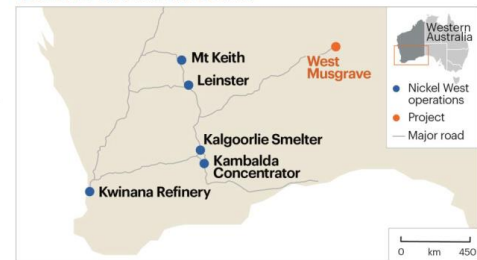 Western
Australia
Mt Keith
West
Musgrave
Leinster
Nickel West
operations
Project
Major road
Kalgoorlie Smelter
Kambalda
Concentrator
Kwinana Refinery
0 km 450